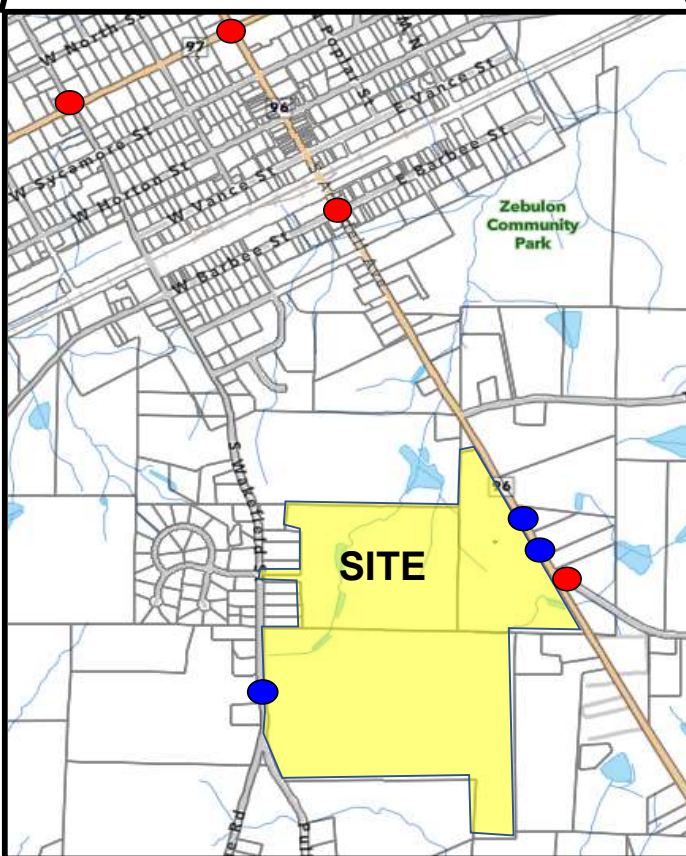 W North St
97
Poplar St
M N
96
E Vance St
W Sycamore St
W Horton St
W Vance St
E Barbee St
W Barbee St
Zebulon
Community
Park
S Wakefield S
96
SITE
e Rd